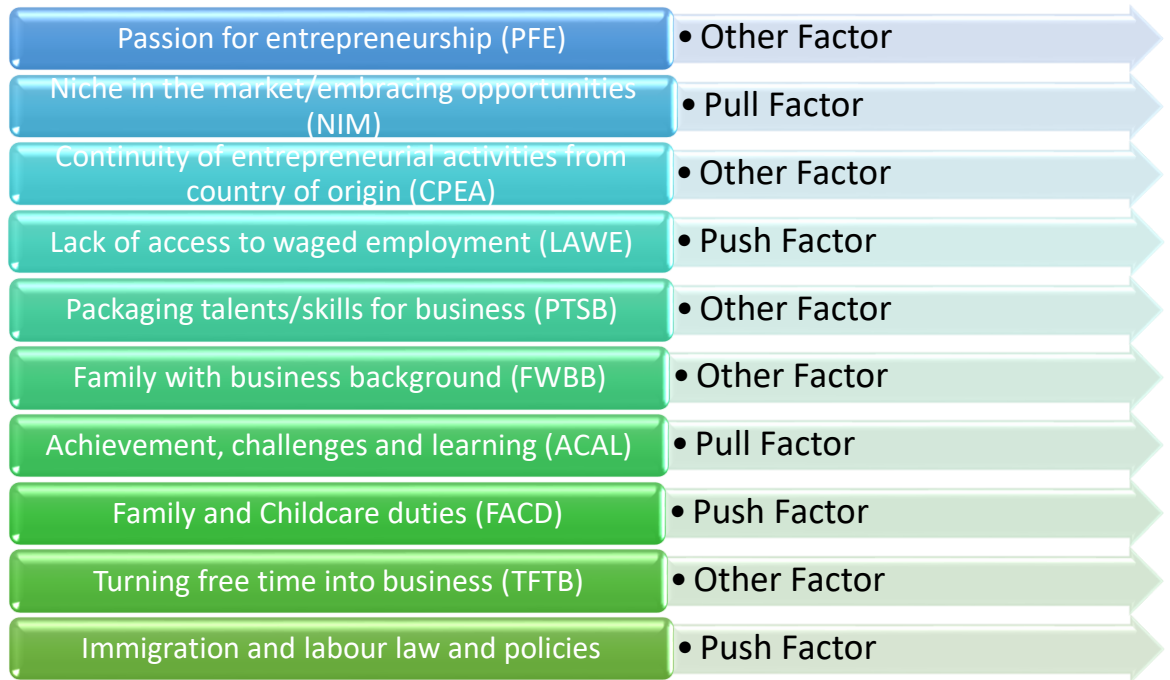 Passion for entrepreneurship (PFE)
• Other Factor
Niche in the market/embracing opportunities
(NIM)
• Pull Factor
Continuity of entrepreneurial activities from
country of origin (CPEA)
• Other Factor
Lack of access to waged employment (LAWE)
• Push Factor
Packaging talents/skills for business (PTSB)
• Other Factor
Family with business background (FWBB)
• Other Factor
Achievement, challenges and learning (ACAL)
• Pull Factor
Family and Childcare duties (FACD)
• Push Factor
Turning free time into business (TFTB)
• Other Factor
Immigration and labour law and policies
• Push Factor